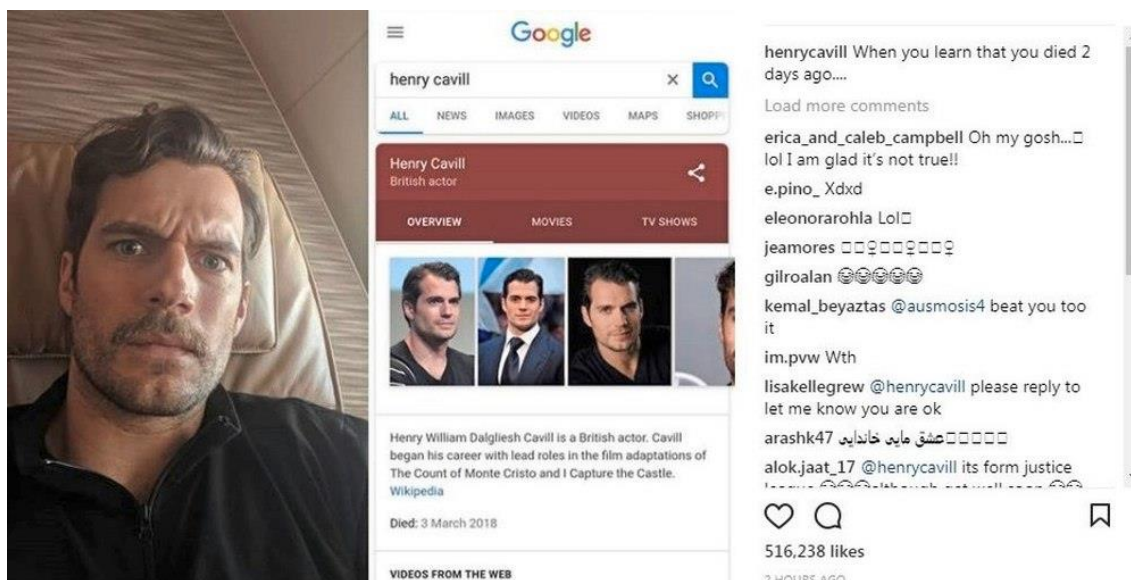 Google
henry cavill
ALL NEWS IMAGES VIDEOS MAPS SHOPP
Henry Cavill
British actor
OVERVIEW MOVIES TV SHOWS
Henry William Dalgliesh Cavill is a British actor. Cavill
began his career with lead roles in the film adaptations of
The Count of Monte Cristo and I Capture the Castle.
Wikipedia
Died: 3 March 2018
VIDEOS FROM THE WEB
henrycavill When you learn that you died 2
days ago....
Load more comments
erica_and_caleb_campbell Oh my gosh...
lol I am glad it's not true!!
e.pino_ Xdxd
eleonorarohla Lol
jeamores
gilroalan 😂😂😂😂😂
kemal_beyaztas @ausmosis4 beat you too
it
im.pvw Wth
lisakellegrew @henrycavill please reply to
let me know you are ok
arashk47 عشق مایی خاندایی
alok.jaat_17 @henrycavill its form justice
516,238 likes
2 HOURS AGO